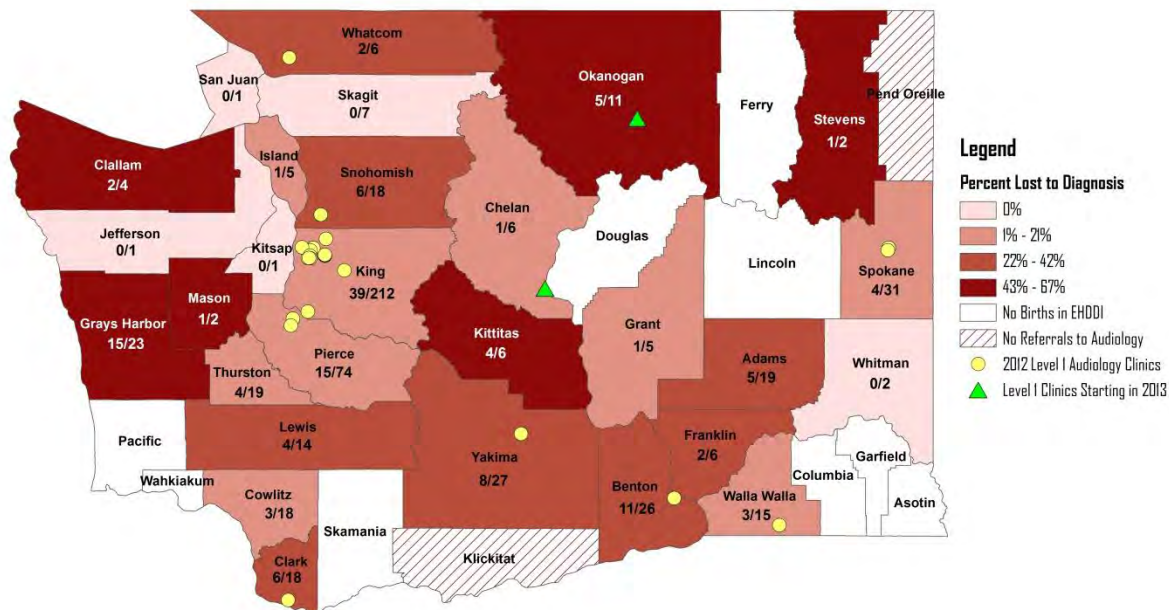 Whatcom
2/6
San Juan
0/1
Skagit
0/7
Okanogan
5/11
Ferry
Pend Oreille
Stevens
1/2
Clallam
2/4
Island
1/5
Snohomish
6/18
Chelan
1/6
Douglas
Jefferson
0/1
Kitsap
0/1
King
39/212
Lincoln
Spokane
4/31
Mason
1/2
Grays Harbor
15/23
Kittitas
4/6
Grant
1/5
Pierce
15/74
Thurston
4/19
Adams
5/19
Whitman
0/2
Pacific
Lewis
4/14
Yakima
8/27
Franklin
2/6
Garfield
Columbia
Asotin
Wahkiakum
Cowlitz
3/18
Skamania
Benton
11/26
Walla Walla
3/15
Klickitat
Clark
6/18
Legend
Percent Lost to Diagnosis
0%
1% - 21%
22% - 42%
43% - 67%
No Births in EHDDI
No Referrals to Audiology
2012 Level 1 Audiology Clinics
Level 1 Clinics Starting in 2013